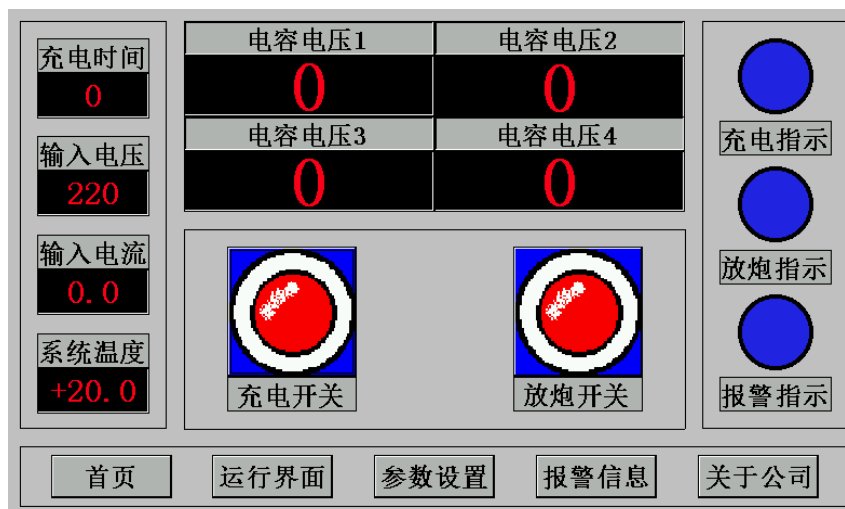 充电时间
0
输入电压
220
输入电流
0.0
系统温度
+20.0
电容电压1
电容电压2
0
0
电容电压3
电容电压4
0
0
充电开关
放炮开关
充电指示
放炮指示
报警指示
首页
运行界面
参数设置
报警信息
关于公司